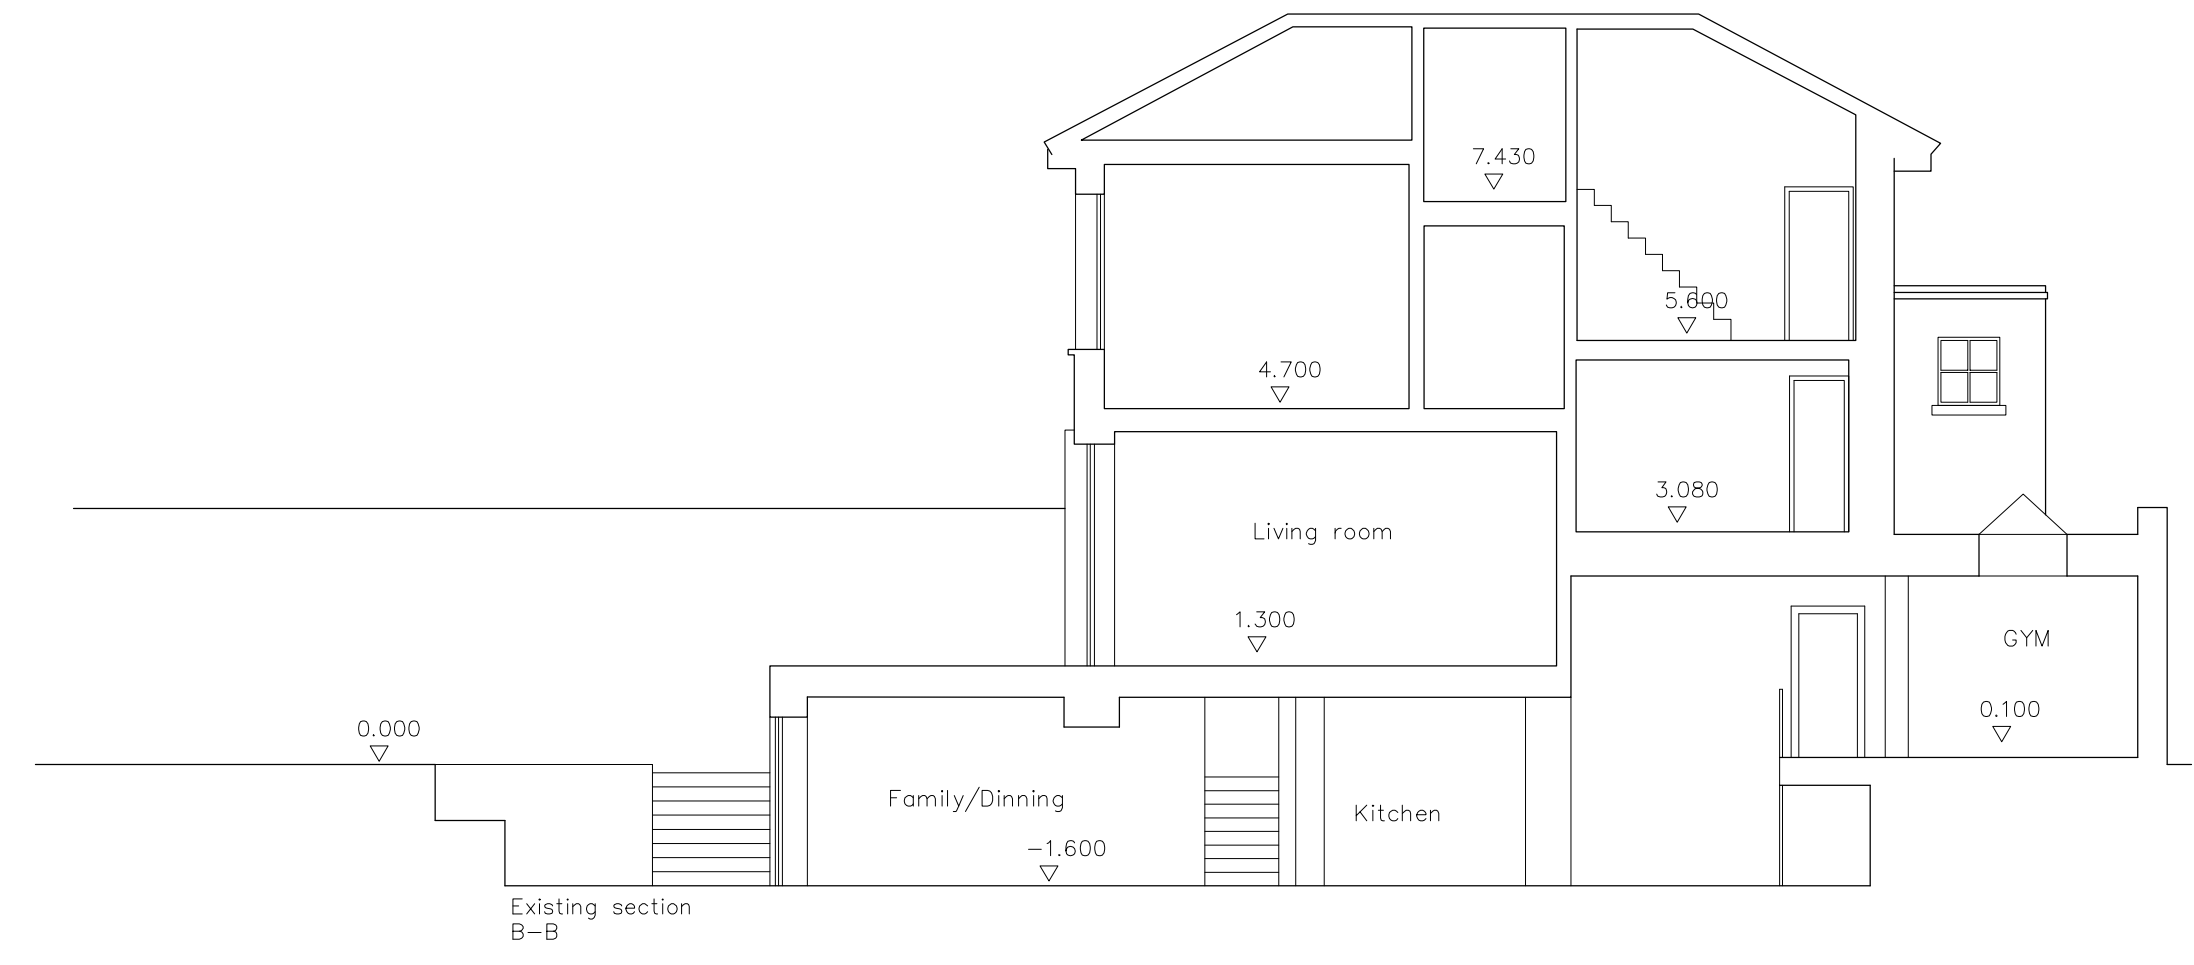 7.430
5.600
4.700
3.080
Living room
1.300
GYM
0.100
0.000
Family/Dinning
Kitchen
-1.600
Existing section
B-B